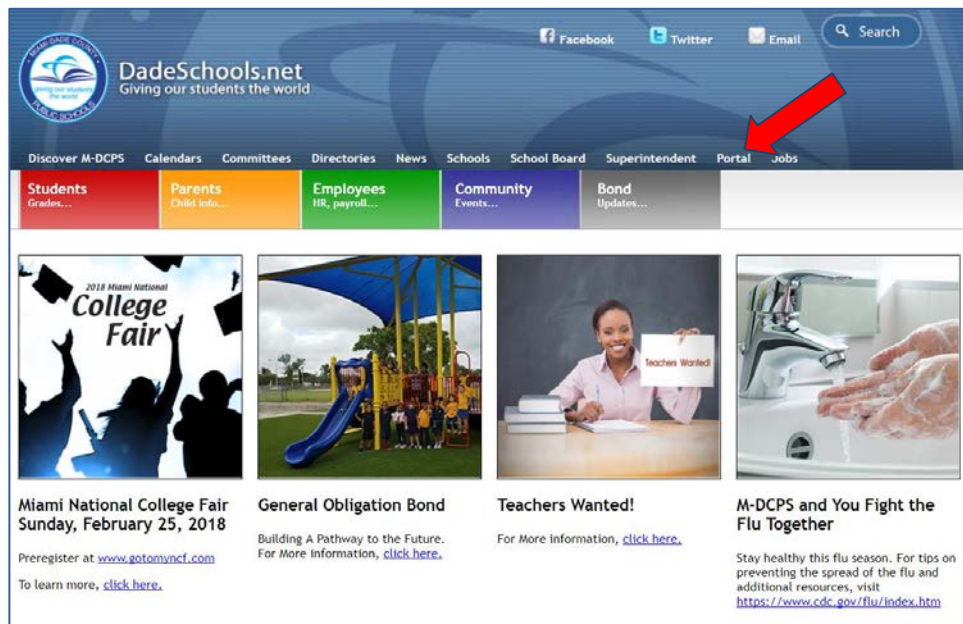 Facebook
Twitter
Email
Search
MIAMI-DADE COUNTY
giving our students
the world
PUBLIC SCHOOLS
DadeSchools.net
Giving our students the world
Discover M-DCPS Calendars Committees Directories News Schools School Board Superintendent Portal Jobs
Students
Grades...
Parents
Child info...
Employees
HR, payroll...
Community
Events...
Bond
Updates...
2018 Miami National
College
Fair
Teachers Wanted!
Miami National College Fair
Sunday, February 25, 2018
Preregister at www.gotomyncf.com
To learn more, click here.
General Obligation Bond
Building A Pathway to the Future.
For More information, click here.
Teachers Wanted!
For More information, click here.
M-DCPS and You Fight the
Flu Together
Stay healthy this flu season. For tips on
preventing the spread of the flu and
additional resources, visit
https://www.cdc.gov/flu/index.htm